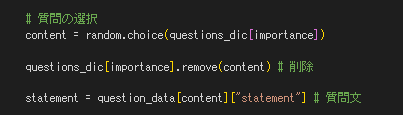 # 質問の選択
content = random.choice(questions_dic[importance])
questions_dic[importance].remove(content) # 削除
statement = question_data[content]["statement"] # 質問文